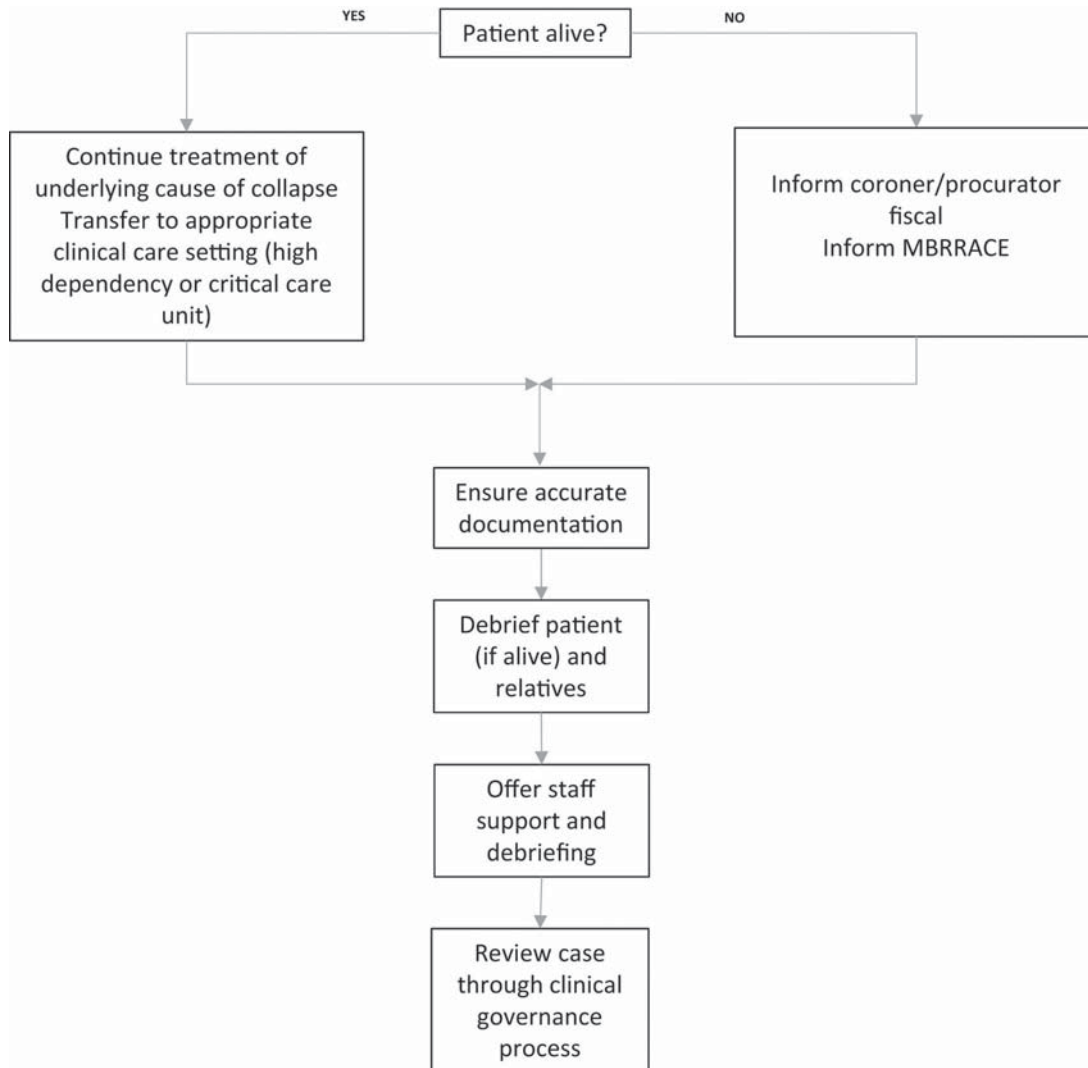 YES
Patient alive?
NO
Continue treatment of
underlying cause of collapse
Transfer to appropriate
clinical care setting (high
dependency or critical care
unit)
Inform coroner/procurator
fiscal
Inform MBRRACE
Ensure accurate
documentation
Debrief patient
(if alive) and
relatives
Offer staff
support and
debriefing
Review case
through clinical
governance
process